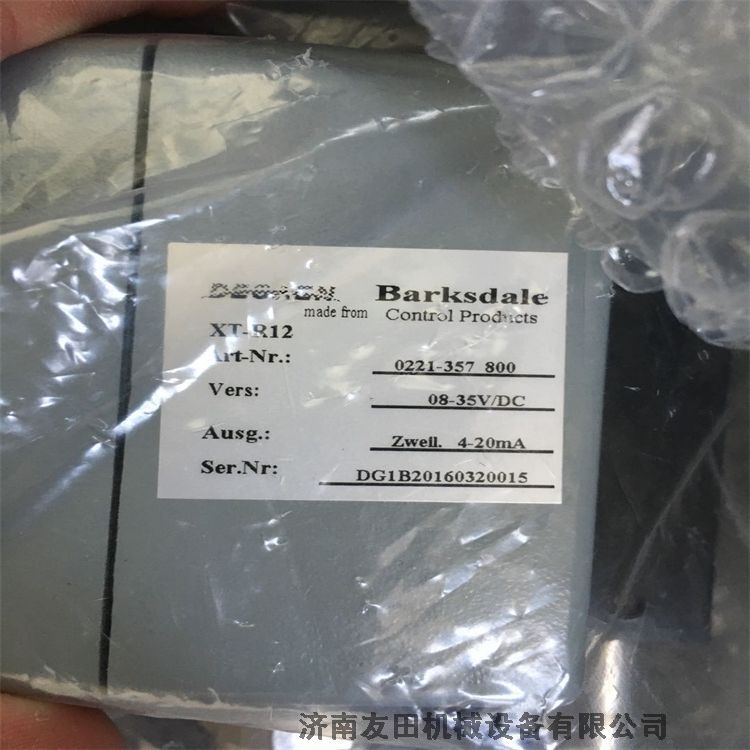 Barksdale
made from Control Products
XT-R12
Art-Nr.: 0221-357 800
Vers: 08-35V/DC
Ausg.: Zweil. 4-20mA
Ser.Nr: DG1B20160320015
济南友田机械设备有限公司